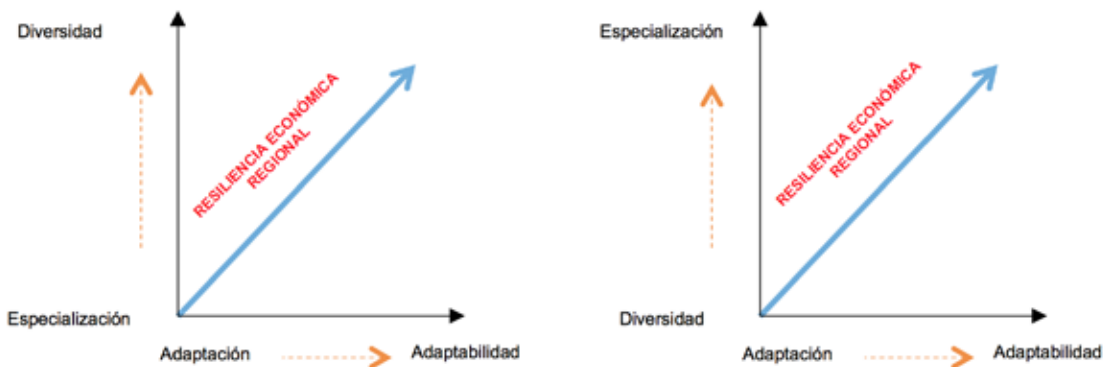 Diversidad
RESILIENCIA ECONÓMICA
REGIONAL
Especialización
Adaptación
Adaptabilidad
Especialización
RESILIENCIA ECONÓMICA
REGIONAL
Diversidad
Adaptación
Adaptabilidad